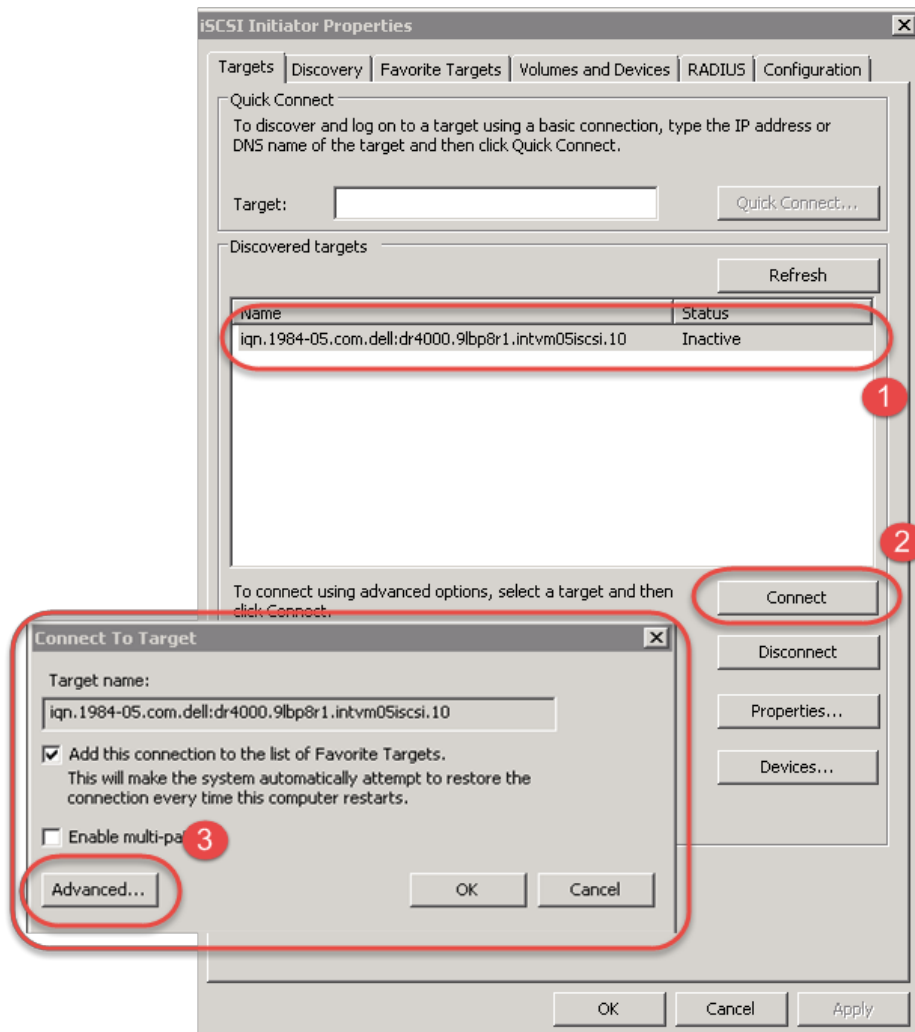 iSCSI Initiator Properties
Targets
Discovery
Favorite Targets
Volumes and Devices
RADIUS
Configuration
Quick Connect
To discover and log on to a target using a basic connection, type the IP address or
DNS name of the target and then click Quick Connect.
Target:
Quick Connect...
Discovered targets
Refresh
Name
Status
iqn.1984-05.com.dell:dr4000.9lbp8r1.intvm05iscsi.10
Inactive
1
2
To connect using advanced options, select a target and then
click Connect.
Connect
Connect To Target
Disconnect
Target name:
iqn.1984-05.com.dell:dr4000.9lbp8r1.intvm05iscsi.10
Properties...
Add this connection to the list of Favorite Targets.
This will make the system automatically attempt to restore the
connection every time this computer restarts.
Devices...
Enable multi-pa
3
Advanced...
OK
Cancel
OK
Cancel
Apply